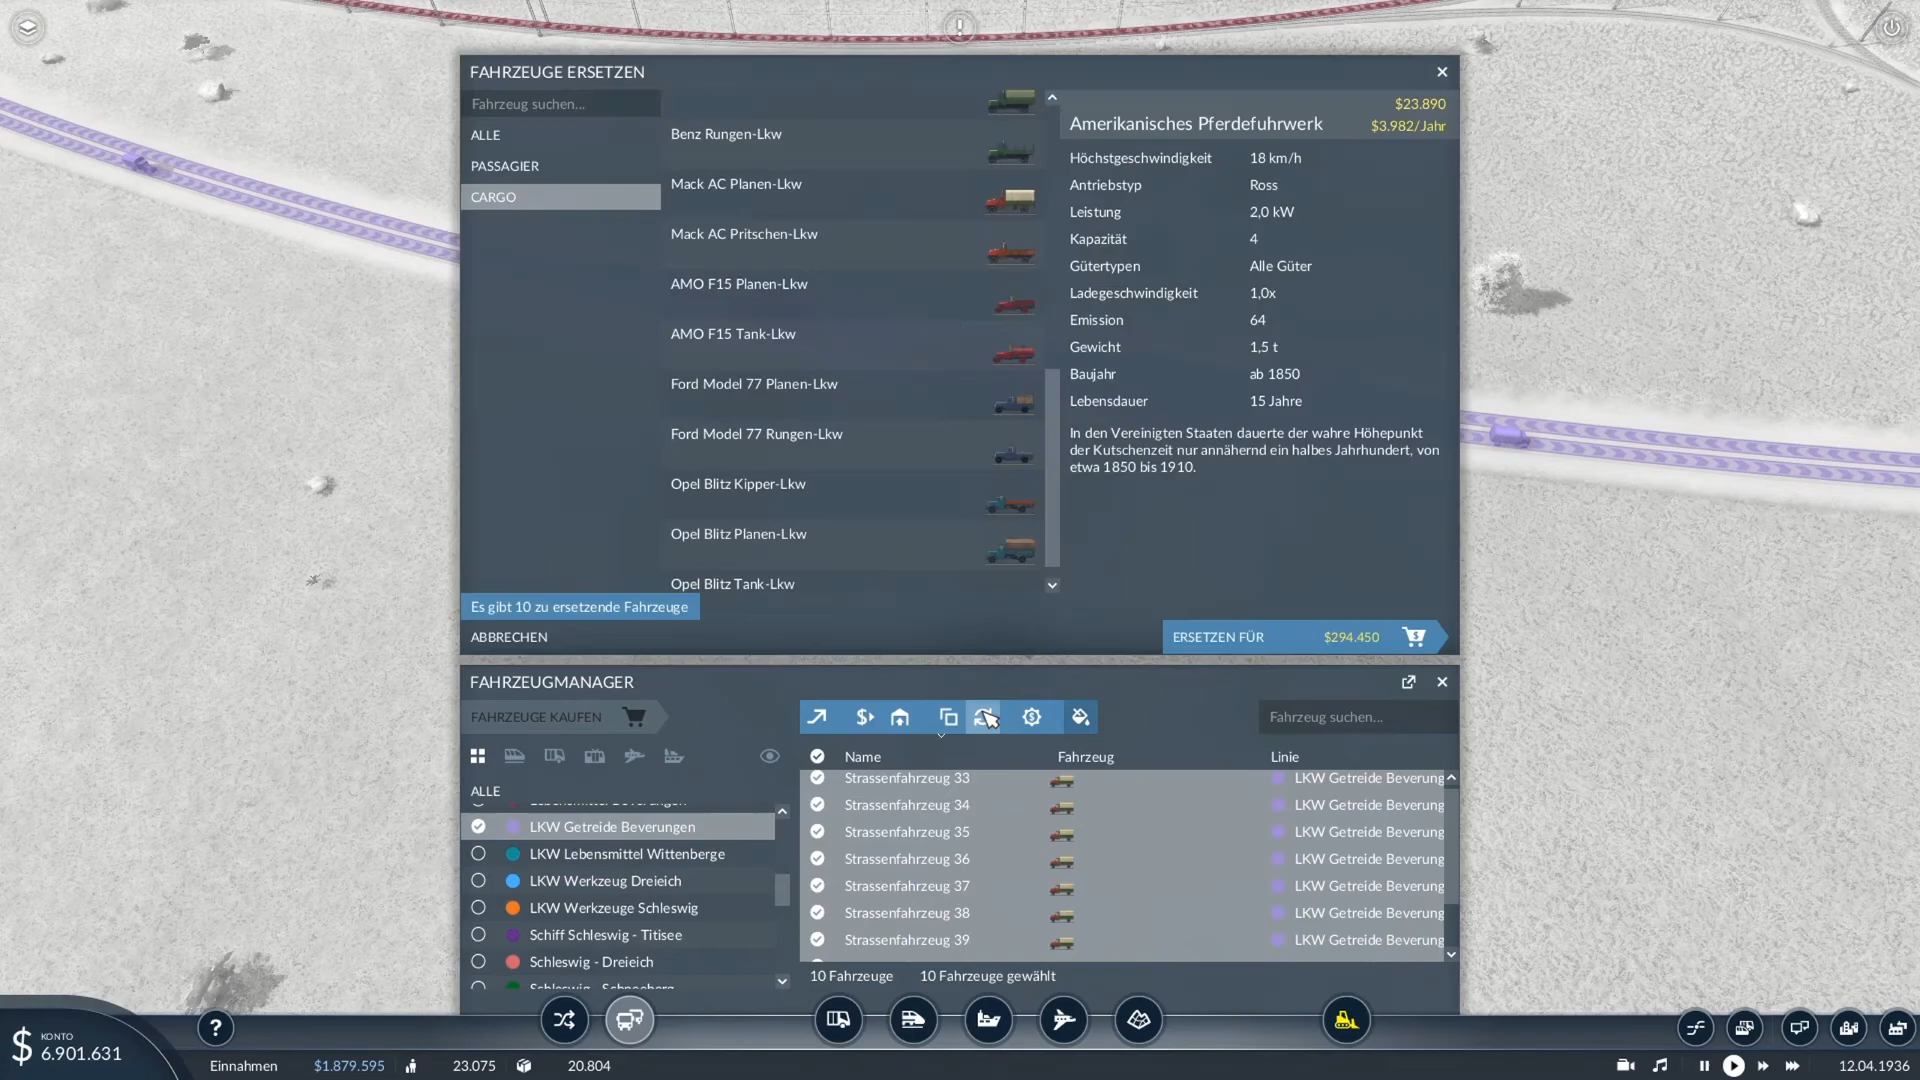 FAHRZEUGE ERSETZEN
Fahrzeug suchen...
ALLE
PASSAGIER
CARGO
Benz Rungen-Lkw
Mack AC Planen-Lkw
Mack AC Pritschen-Lkw
AMO F15 Planen-Lkw
AMO F15 Tank-Lkw
Ford Model 77 Planen-Lkw
Ford Model 77 Rungen-Lkw
Opel Blitz Kipper-Lkw
Opel Blitz Planen-Lkw
Opel Blitz Tank-Lkw
$23.890
Amerikanisches Pferdefuhrwerk
$3.982/Jahr
Höchstgeschwindigkeit 18 km/h
Antriebstyp Ross
Leistung 2,0 kW
Kapazität 4
Gütertypen Alle Güter
Ladegeschwindigkeit 1,0x
Emission 64
Gewicht 1,5 t
Baujahr ab 1850
Lebensdauer 15 Jahre
In den Vereinigten Staaten dauerte der wahre Höhepunkt
der Kutschenzeit nur annähernd ein halbes Jahrhundert, von
etwa 1850 bis 1910.
Es gibt 10 zu ersetzende Fahrzeuge
ABBRECHEN
ERSETZEN FÜR $294.450
FAHRZEUGMANAGER
FAHRZEUGE KAUFEN
Fahrzeug suchen...
ALLE
LKW Getreide Beverungen
LKW Lebensmittel Wittenberge
LKW Werkzeug Dreieich
LKW Werkzeuge Schleswig
Schiff Schleswig - Titisee
Schleswig - Dreieich
Schleswig - Schneeberg
Name Fahrzeug Linie
Strassenfahrzeug 33 LKW Getreide Beverung
Strassenfahrzeug 34 LKW Getreide Beverung
Strassenfahrzeug 35 LKW Getreide Beverung
Strassenfahrzeug 36 LKW Getreide Beverung
Strassenfahrzeug 37 LKW Getreide Beverung
Strassenfahrzeug 38 LKW Getreide Beverung
Strassenfahrzeug 39 LKW Getreide Beverung
10 Fahrzeuge 10 Fahrzeuge gewählt
KONTO
$ 6.901.631
?
Einnahmen $1.879.595 23.075 20.804
12.04.1936